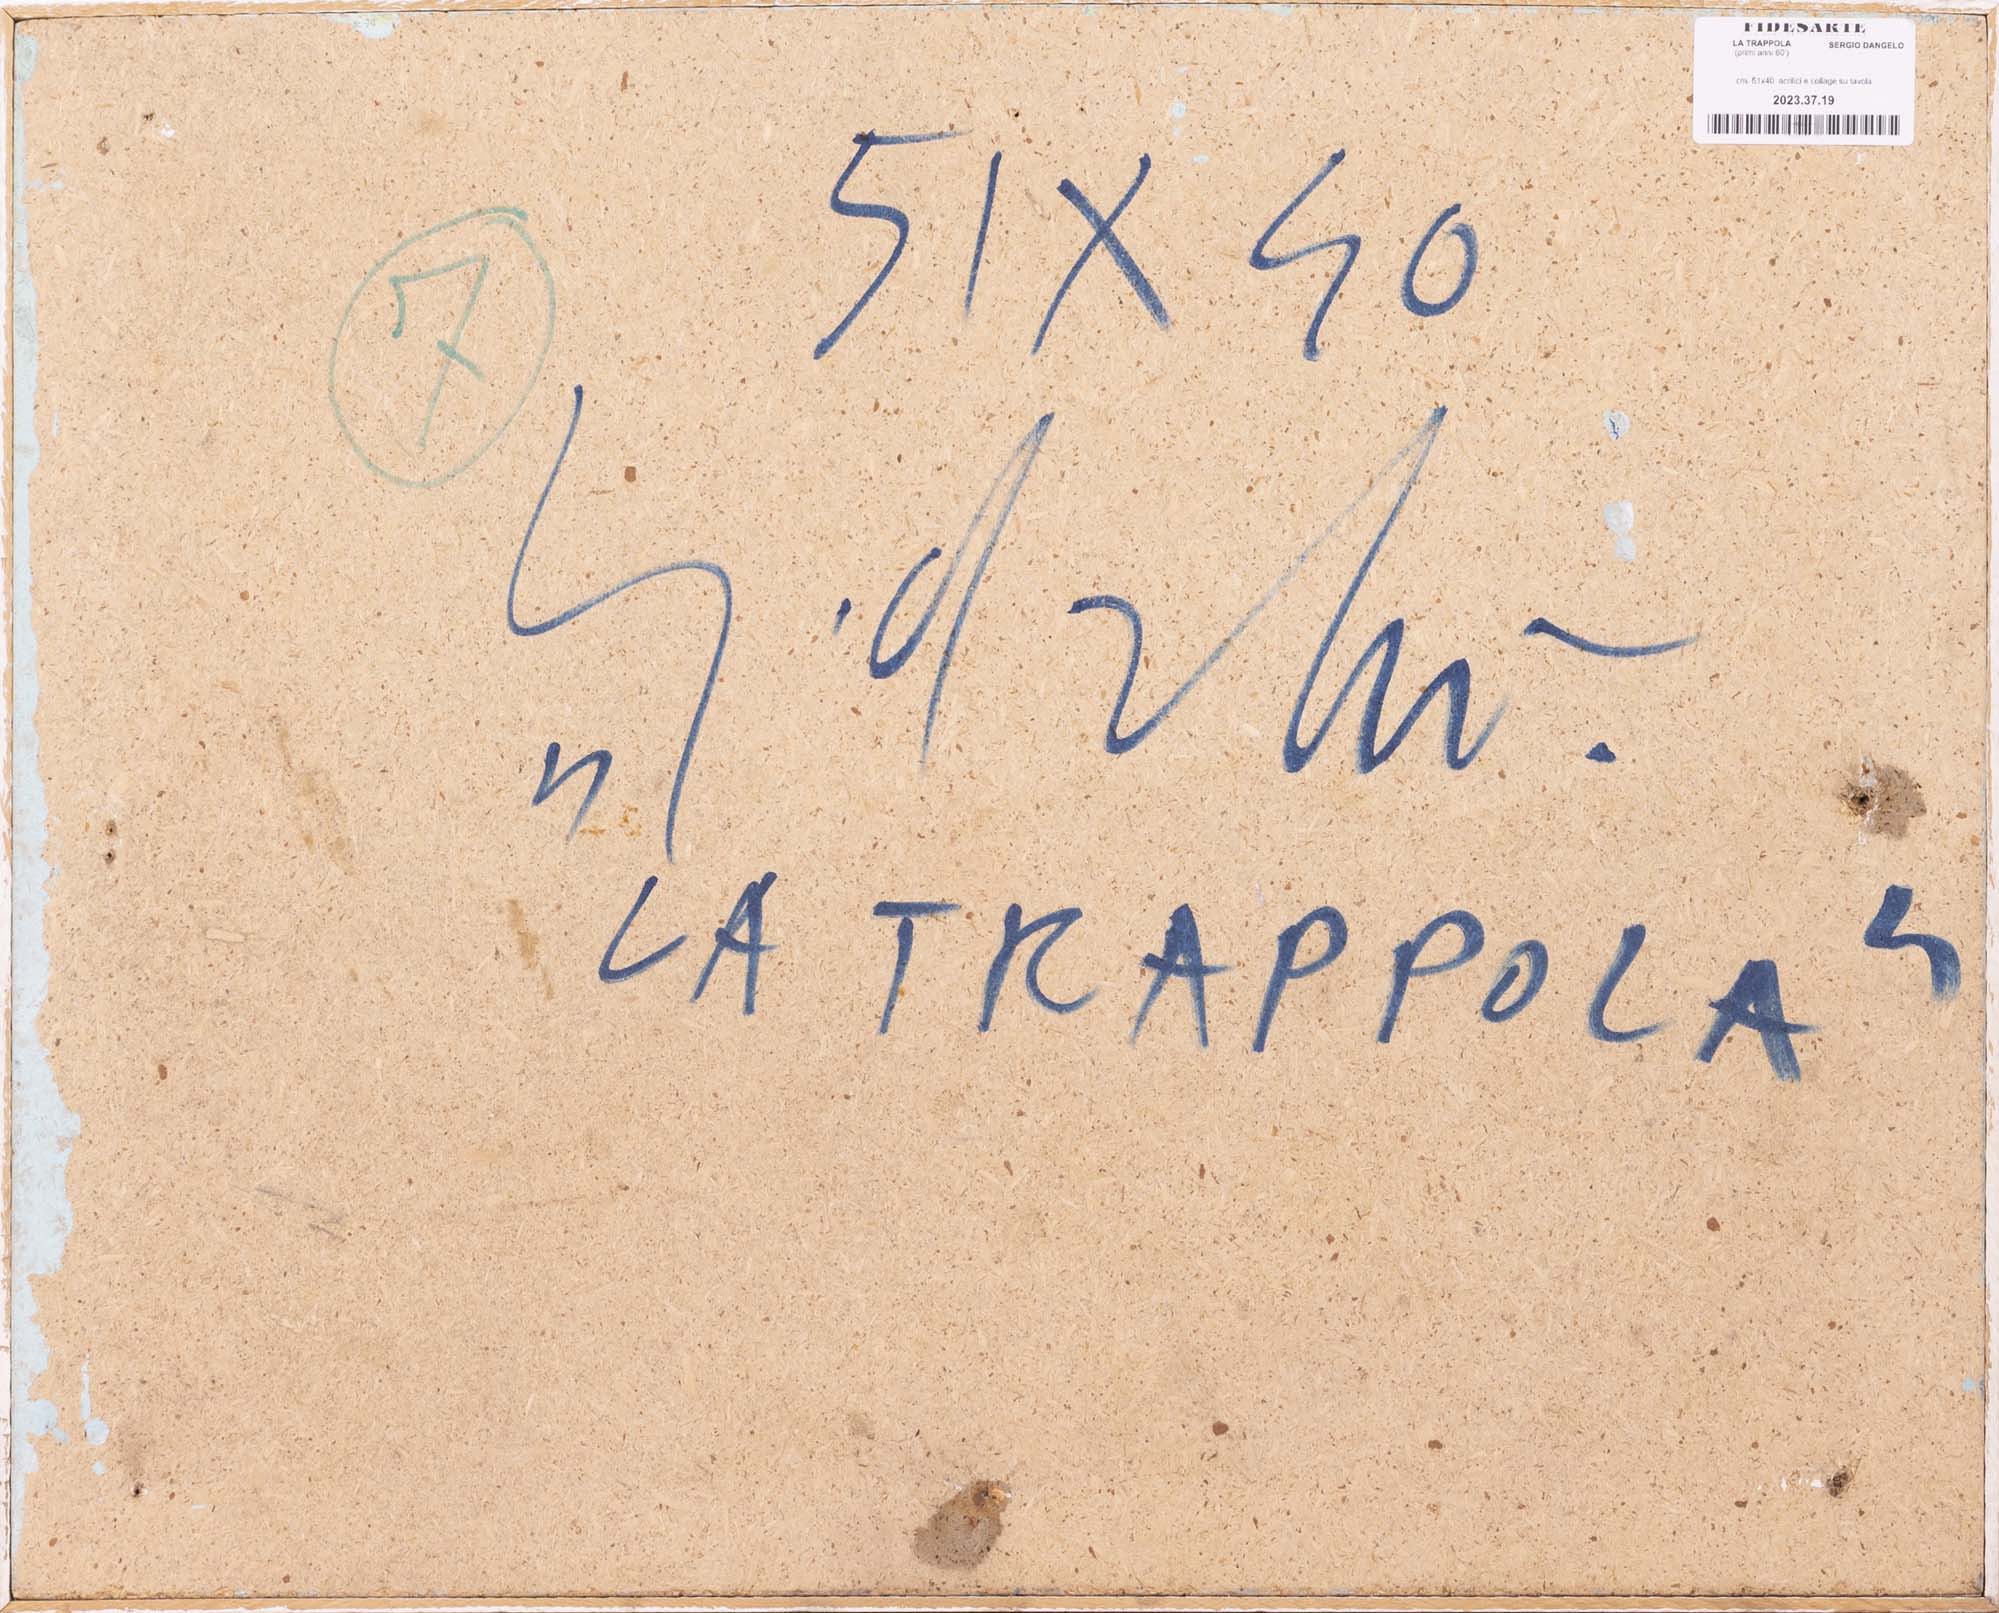 FIDESARTE
LA TRAPPOLA SERGIO DANGELO
(primi anni 60')
cm. 51x40 acrilici e collage su tavola
2023.37.19
51X40
7
"LA TRAPPOLA"